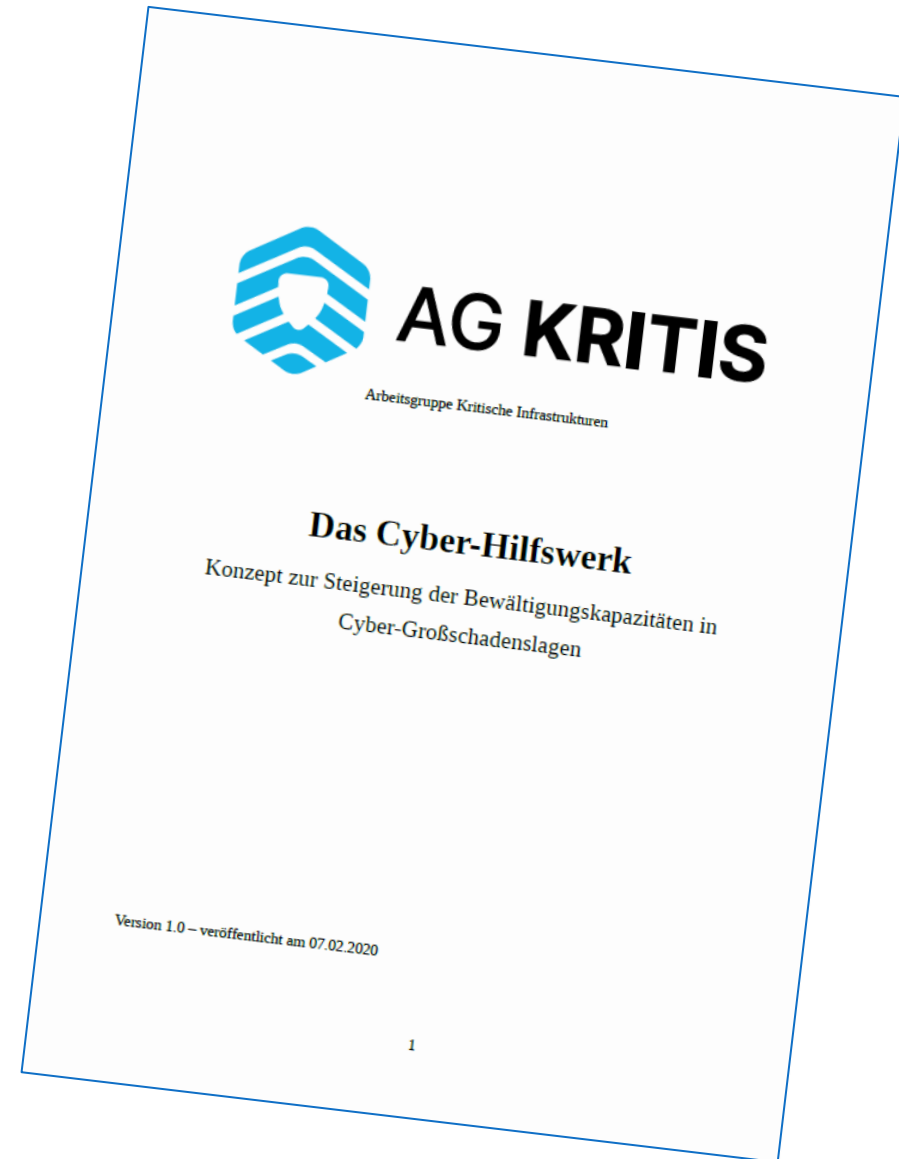 AG KRITIS
Arbeitsgruppe Kritische Infrastrukturen
Das Cyber-Hilfswerk
Konzept zur Steigerung der Bewältigungskapazitäten in
Cyber-Großschadenslagen
Version 1.0 – veröffentlicht am 07.02.2020
1